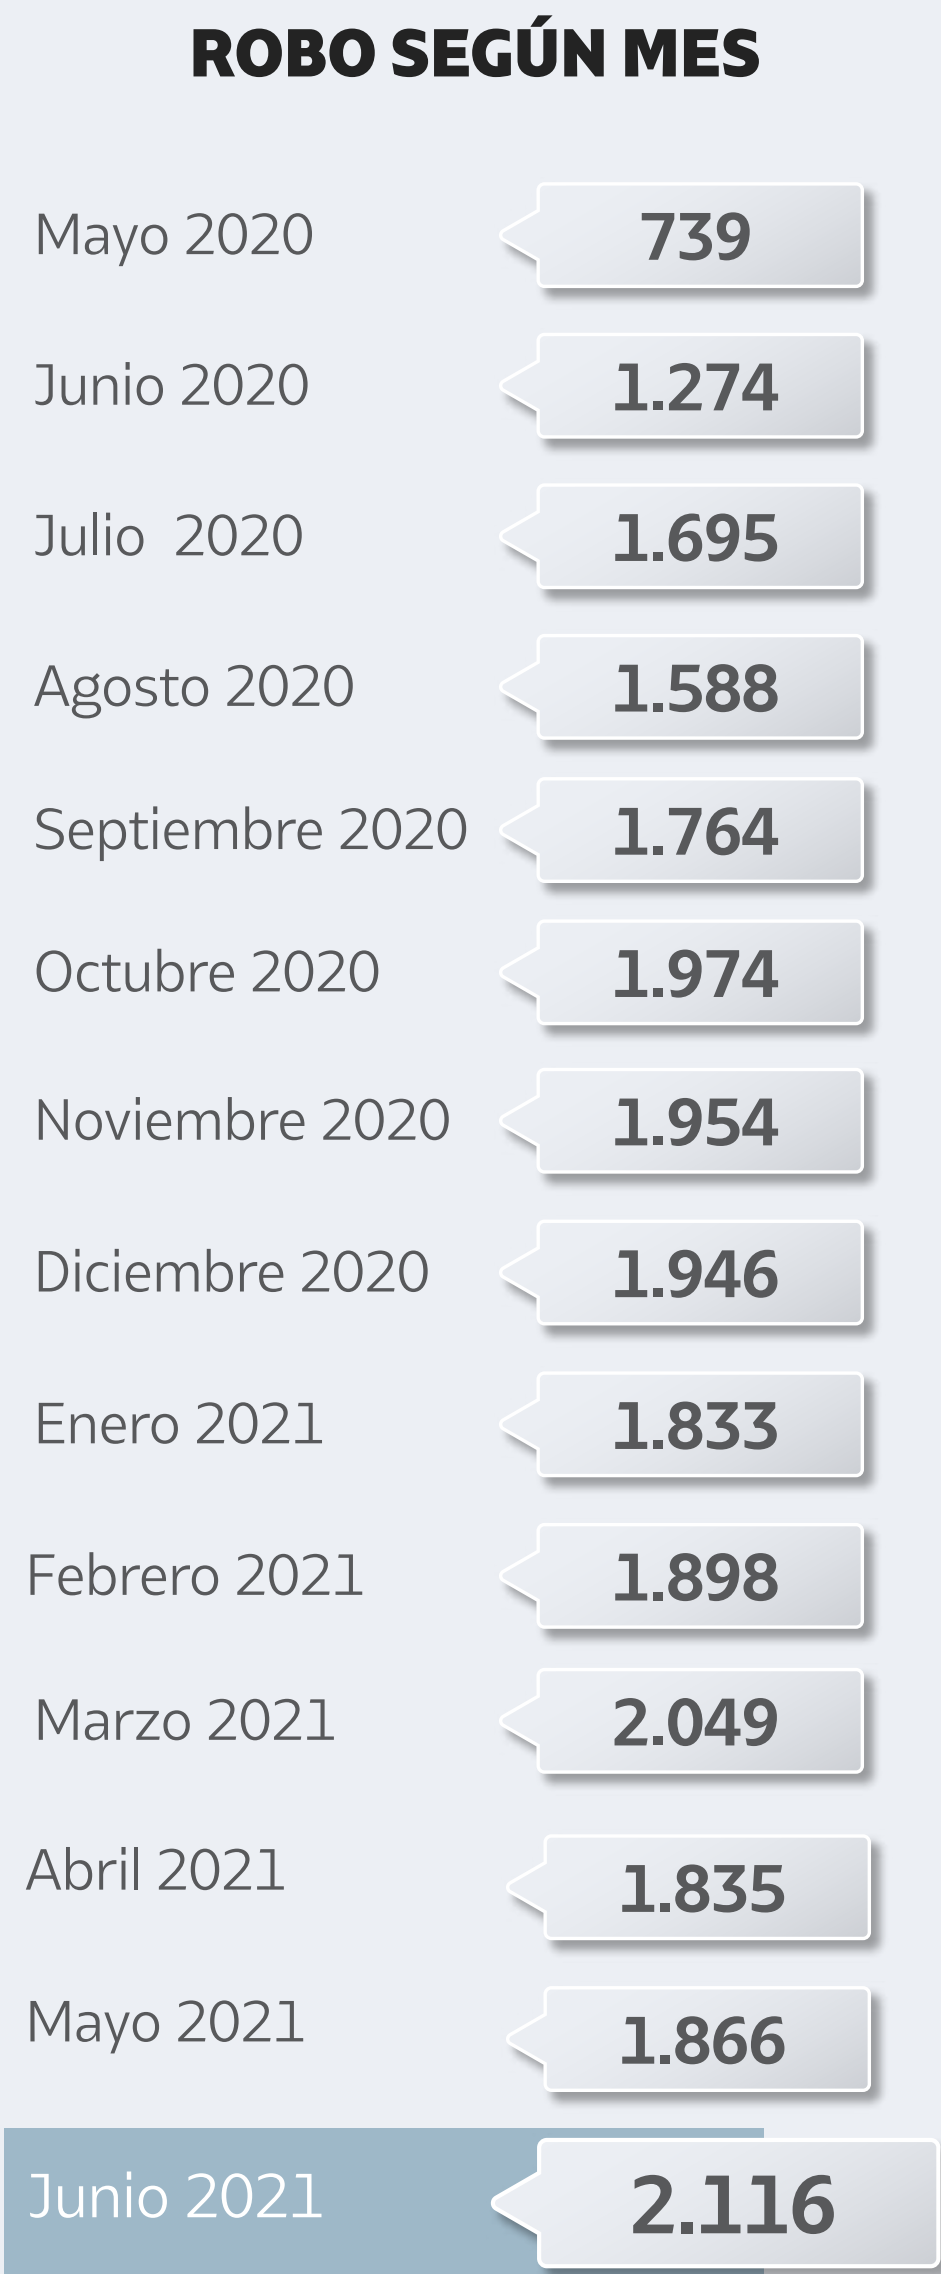 ROBO SEGÚN MES
Mayo 2020 739
Junio 2020 1.274
Julio 2020 1.695
Agosto 2020 1.588
Septiembre 2020 1.764
Octubre 2020 1.974
Noviembre 2020 1.954
Diciembre 2020 1.946
Enero 2021 1.833
Febrero 2021 1.898
Marzo 2021 2.049
Abril 2021 1.835
Mayo 2021 1.866
Junio 2021 2.116